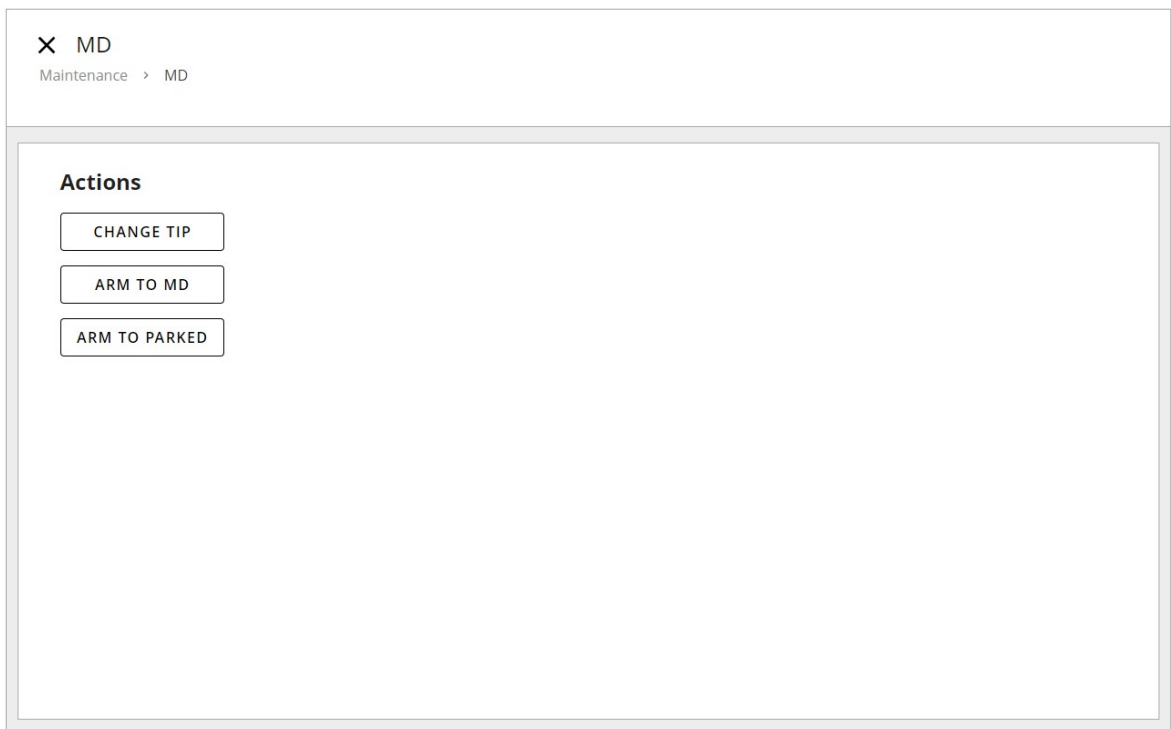 MD
Maintenance > MD
Actions
CHANGE TIP
ARM TO MD
ARM TO PARKED